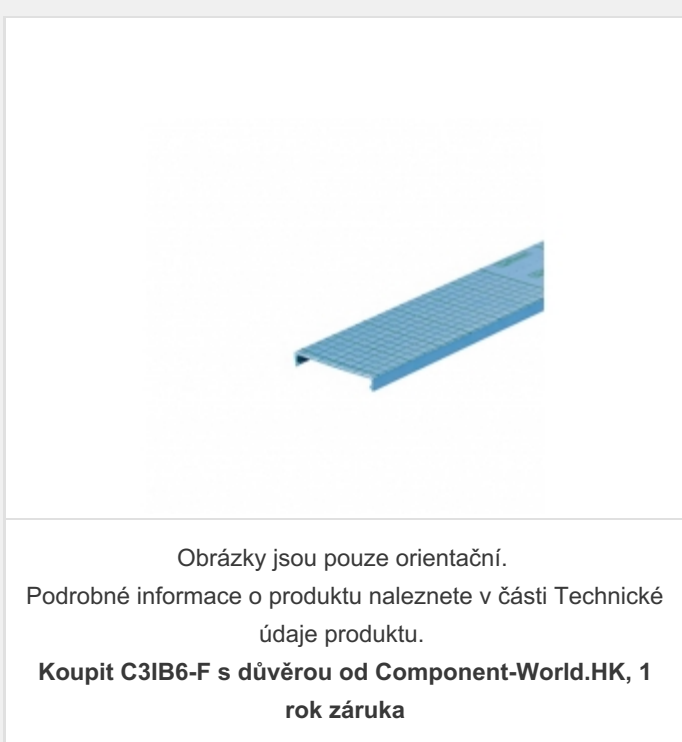 Obrázky jsou pouze orientační.
Podrobné informace o produktu naleznete v části Technické
údaje produktu.
Koupit C3IB6-F s důvěrou od Component-World.HK, 1
rok záruka